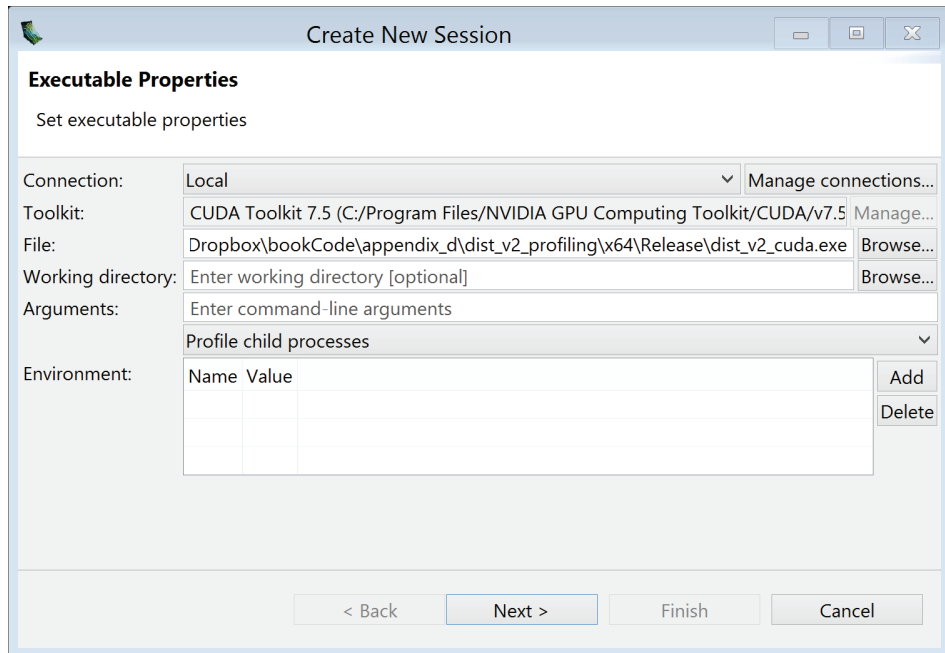 Create New Session
Executable Properties
Set executable properties
Connection: Local Manage connections...
Toolkit: CUDA Toolkit 7.5 (C:/Program Files/NVIDIA GPU Computing Toolkit/CUDA/v7.5 Manage...
File: Dropbox\bookCode\appendix_d\dist_v2_profiling\x64\Release\dist_v2_cuda.exe Browse...
Working directory: Enter working directory [optional] Browse...
Arguments: Enter command-line arguments
Profile child processes
Environment: Name Value Add
Delete
< Back Next > Finish Cancel